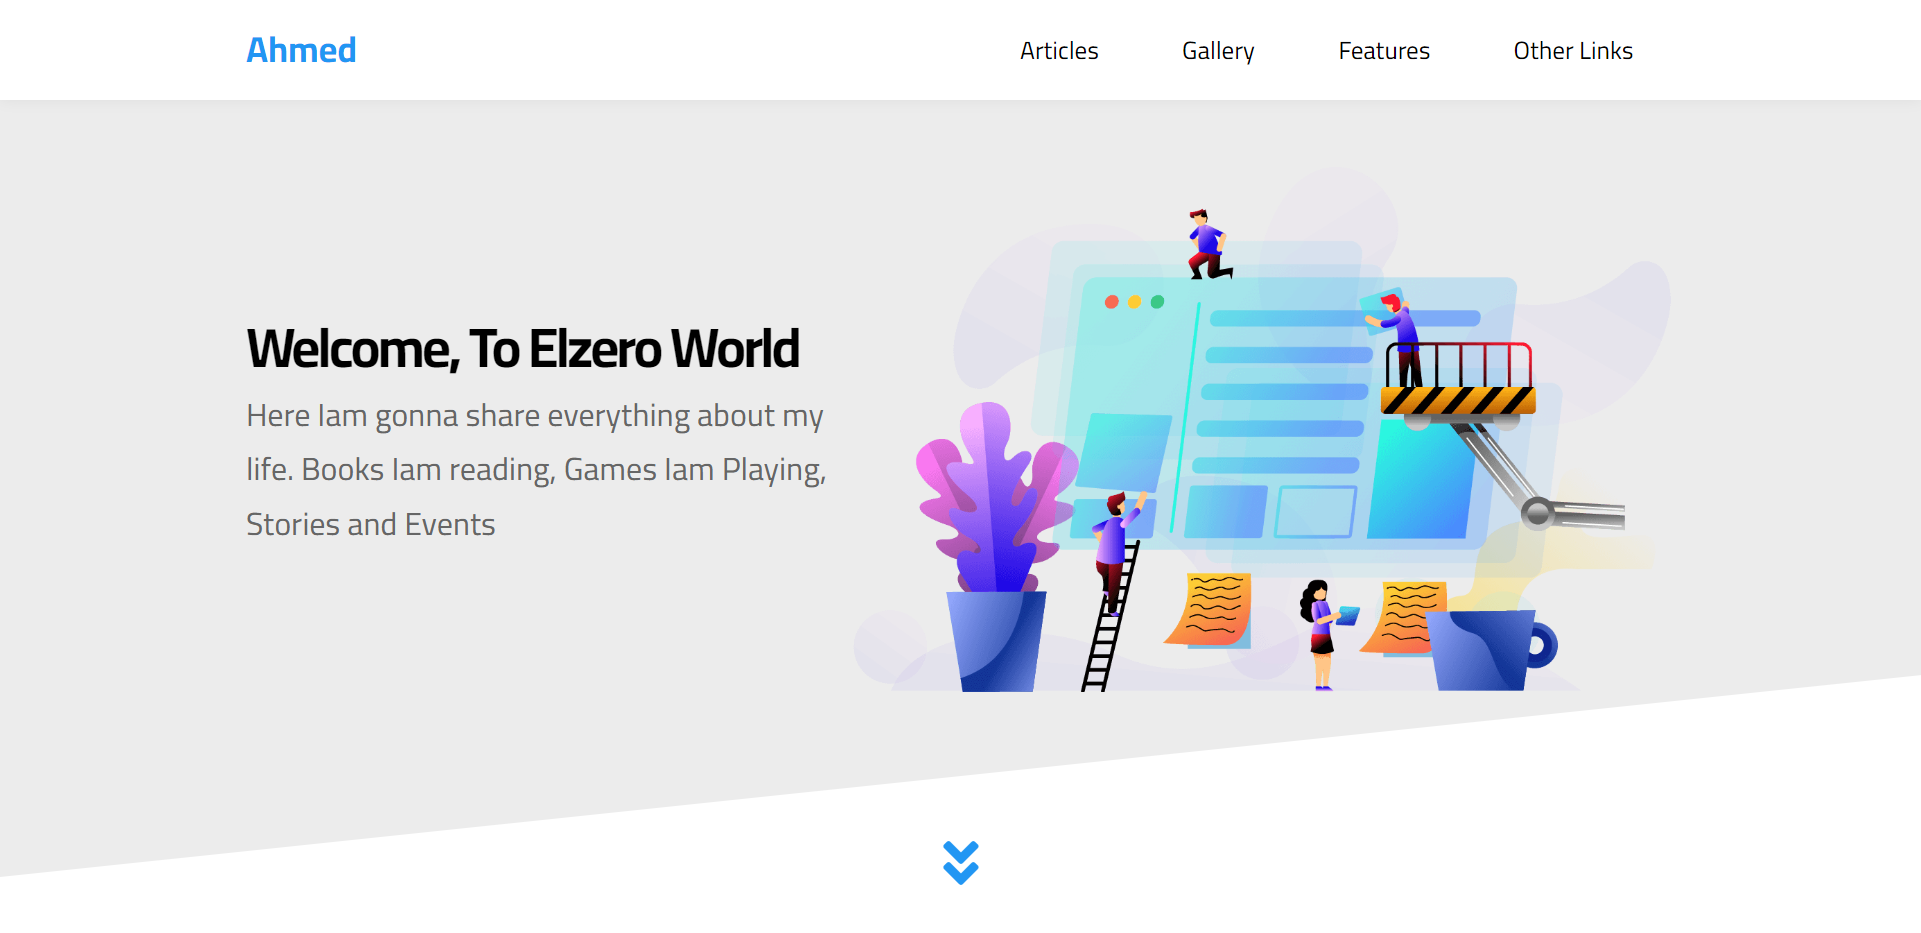 Ahmed
Articles Gallery Features Other Links
Welcome, To Elzero World
Here Iam gonna share everything about my
life. Books Iam reading, Games Iam Playing,
Stories and Events